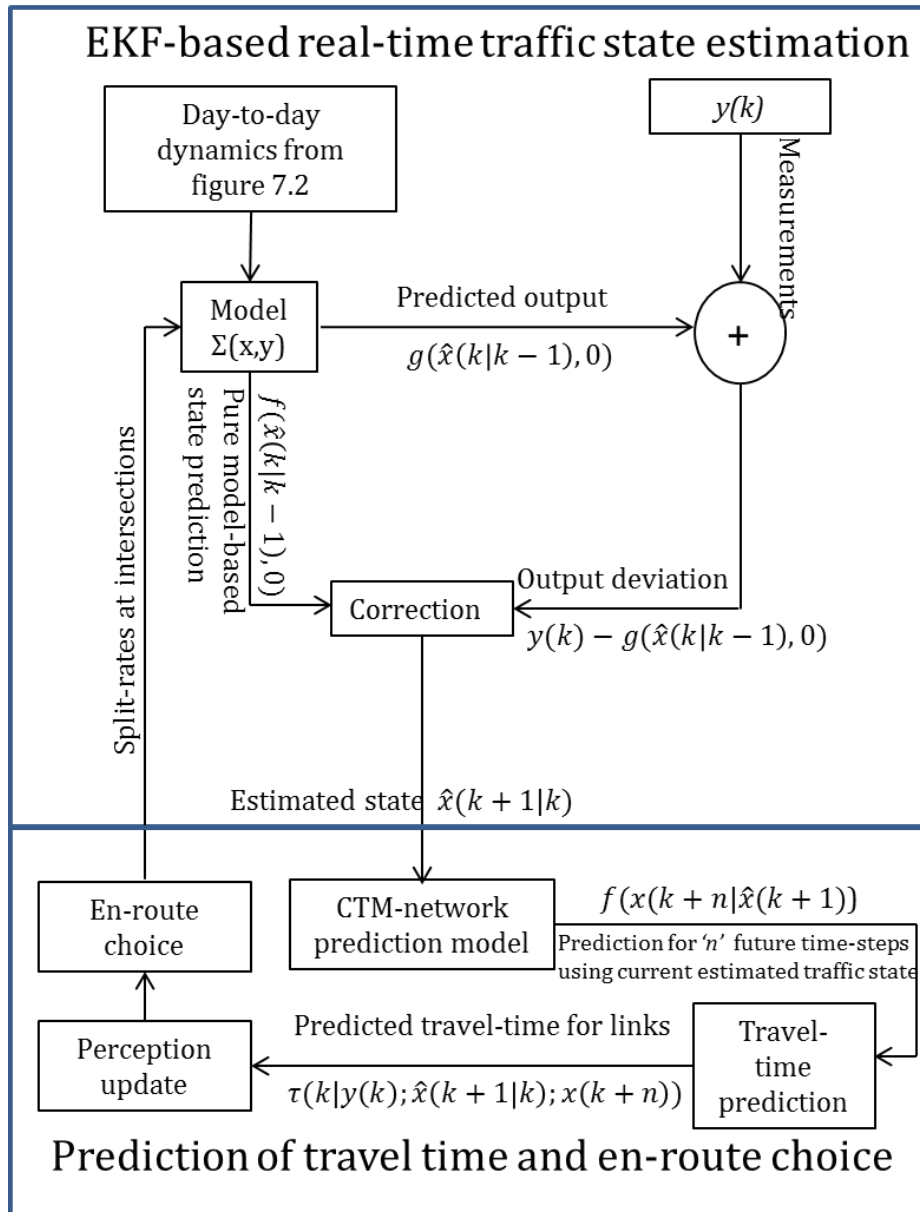 EKF-based real-time traffic state estimation
Day-to-day
dynamics from
figure 7.2
y(k)
Measurements
Model
Σ(x,y)
Predicted output
g(x̂(k|k − 1), 0)
+
f(x̂(k|k − 1), 0)
Pure model-based
state prediction
Split-rates at intersections
Correction
Output deviation
y(k) − g(x̂(k|k − 1), 0)
Estimated state x̂(k + 1|k)
En-route
choice
CTM-network
prediction model
f(x(k + n|x̂(k + 1))
Prediction for ‘n’ future time-steps
using current estimated traffic state
Perception
update
Predicted travel-time for links
τ(k|y(k); x̂(k + 1|k); x(k + n))
Travel-
time
prediction
Prediction of travel time and en-route choice